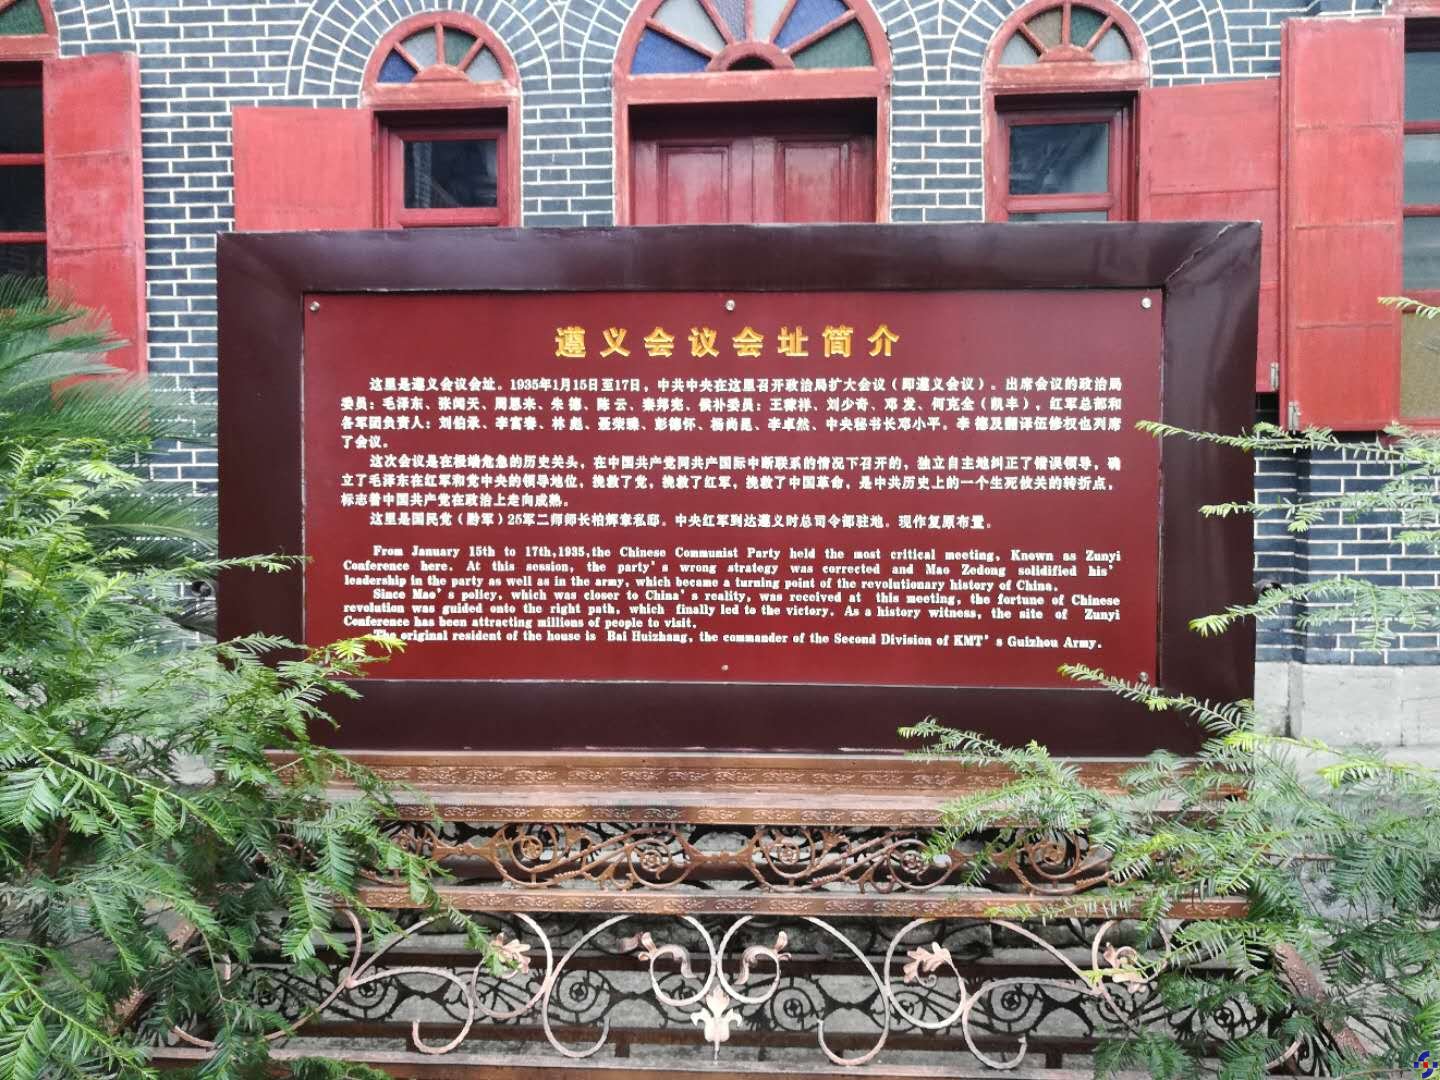 遵义会议会址简介
这里是遵义会议会址。1935年1月15日至17日，中共中央在这里召开政治局扩大会议（即遵义会议）。出席会议的政治局
委员：毛泽东、张闻天、周恩来、朱 德、陈 云、秦邦宪、候补委员：王稼祥、刘少奇、邓 发、何克全（凯丰），红军总部和
各军团负责人：刘伯承、李富春、林 彪、聂荣臻、彭德怀、杨尚昆、李卓然、中央秘书长邓小平。李 德及翻译伍修权也列席
了会议。
这次会议是在极端危急的历史关头，在中国共产党同共产国际中断联系的情况下召开的，独立自主地纠正了错误领导，确
立了毛泽东在红军和党中央的领导地位，挽救了党，挽救了红军，挽救了中国革命，是中共历史上的一个生死攸关的转折点，
标志着中国共产党在政治上走向成熟。
这里是国民党（黔军）25军二师师长柏辉章私邸。中央红军到达遵义时总司令部驻地。现作复原布置。
From January 15th to 17th,1935,the Chinese Communist Party held the most critical meeting, Known as Zunyi
Conference here. At this session, the party's wrong strategy was corrected and Mao Zedong solidified his'
leadership in the party as well as in the army, which became a turning point of the revolutionary history of China.
Since Mao's policy, which was closer to China's reality, was received at this meeting, the fortune of Chinese
revolution was guided onto the right path, which finally led to the victory. As a history witness, the site of Zunyi
Conference has been attracting millions of people to visit.
The original resident of the house is Bai Huizhang, the commander of the Second Division of KMT's Guizhou Army.